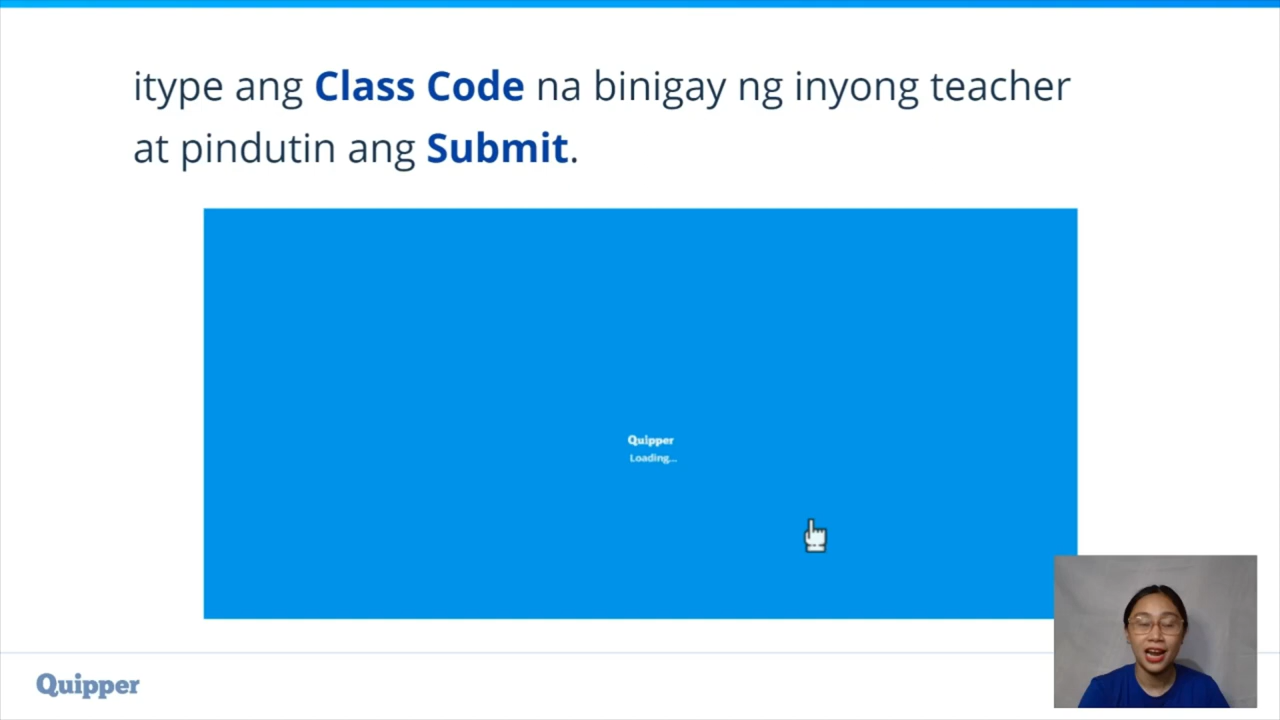 itype ang Class Code na binigay ng inyong teacher
at pindutin ang Submit.
Quipper
Loading...
Quipper